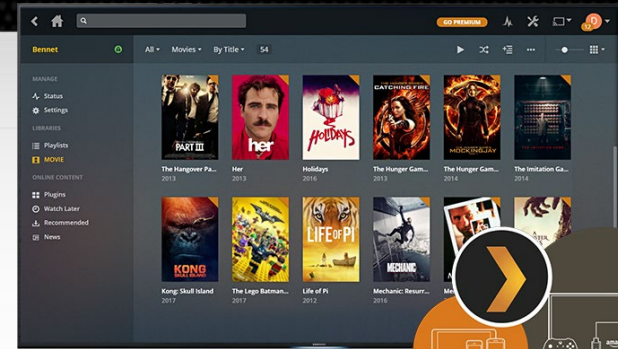 GO PREMIUM
12
D
Bennet
All
Movies
By Title
54
MANAGE
Status
Settings
LIBRARIES
Playlists
MOVIE
ONLINE CONTENT
Plugins
Watch Later
Recommended
News
PART III
her
HOLIDAYS
CATCHING FIRE
MOCKINGJAY
The Hangover Pa...
2013
Her
2013
Holidays
2016
The Hunger Gam...
2013
The Hunger Gam...
2014
The Imitation Ga...
2014
KONG
SKULL ISLAND
LIFE OF PI
MECHANIC
Kong: Skull Island
2017
The Lego Batman...
2017
Life of Pi
2012
Mechanic: Resurr...
2016